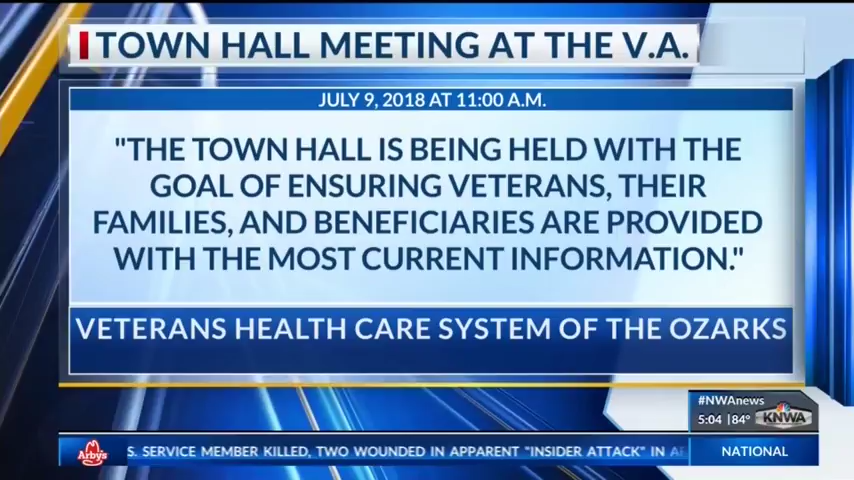 TOWN HALL MEETING AT THE V.A.
JULY 9, 2018 AT 11:00 A.M.
"THE TOWN HALL IS BEING HELD WITH THE
GOAL OF ENSURING VETERANS, THEIR
FAMILIES, AND BENEFICIARIES ARE PROVIDED
WITH THE MOST CURRENT INFORMATION."
VETERANS HEALTH CARE SYSTEM OF THE OZARKS
#NWAnews
5:04 84° KNWA
Arby's
S. SERVICE MEMBER KILLED, TWO WOUNDED IN APPARENT "INSIDER ATTACK" IN
NATIONAL